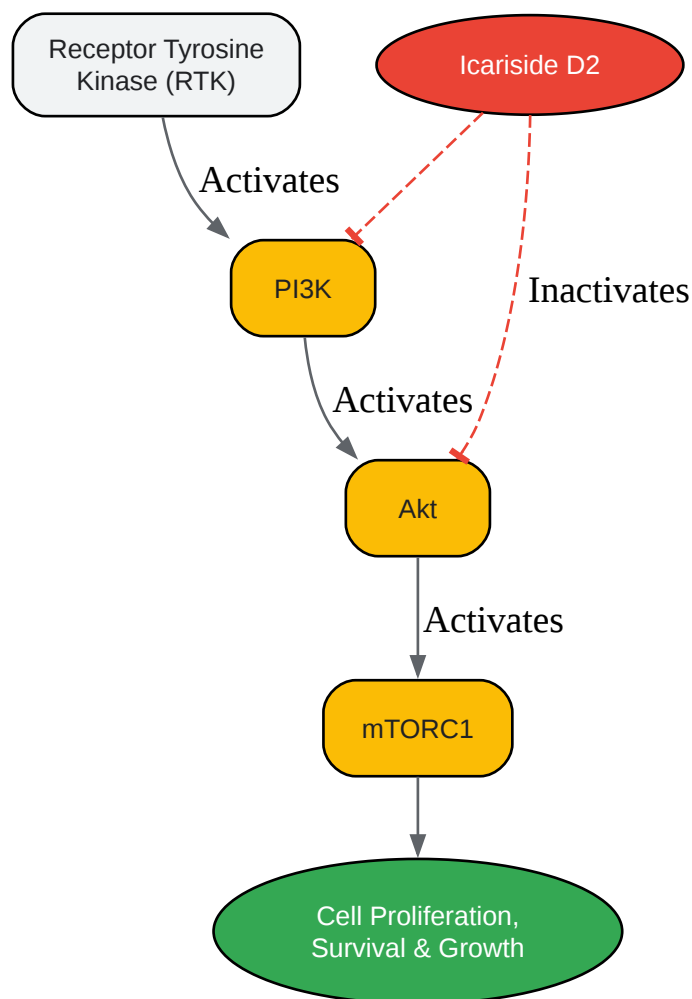 Receptor Tyrosine
Kinase (RTK)
Icariside D2
Activates
PI3K
Inactivates
Activates
Akt
Activates
mTORC1
Cell Proliferation,
Survival & Growth